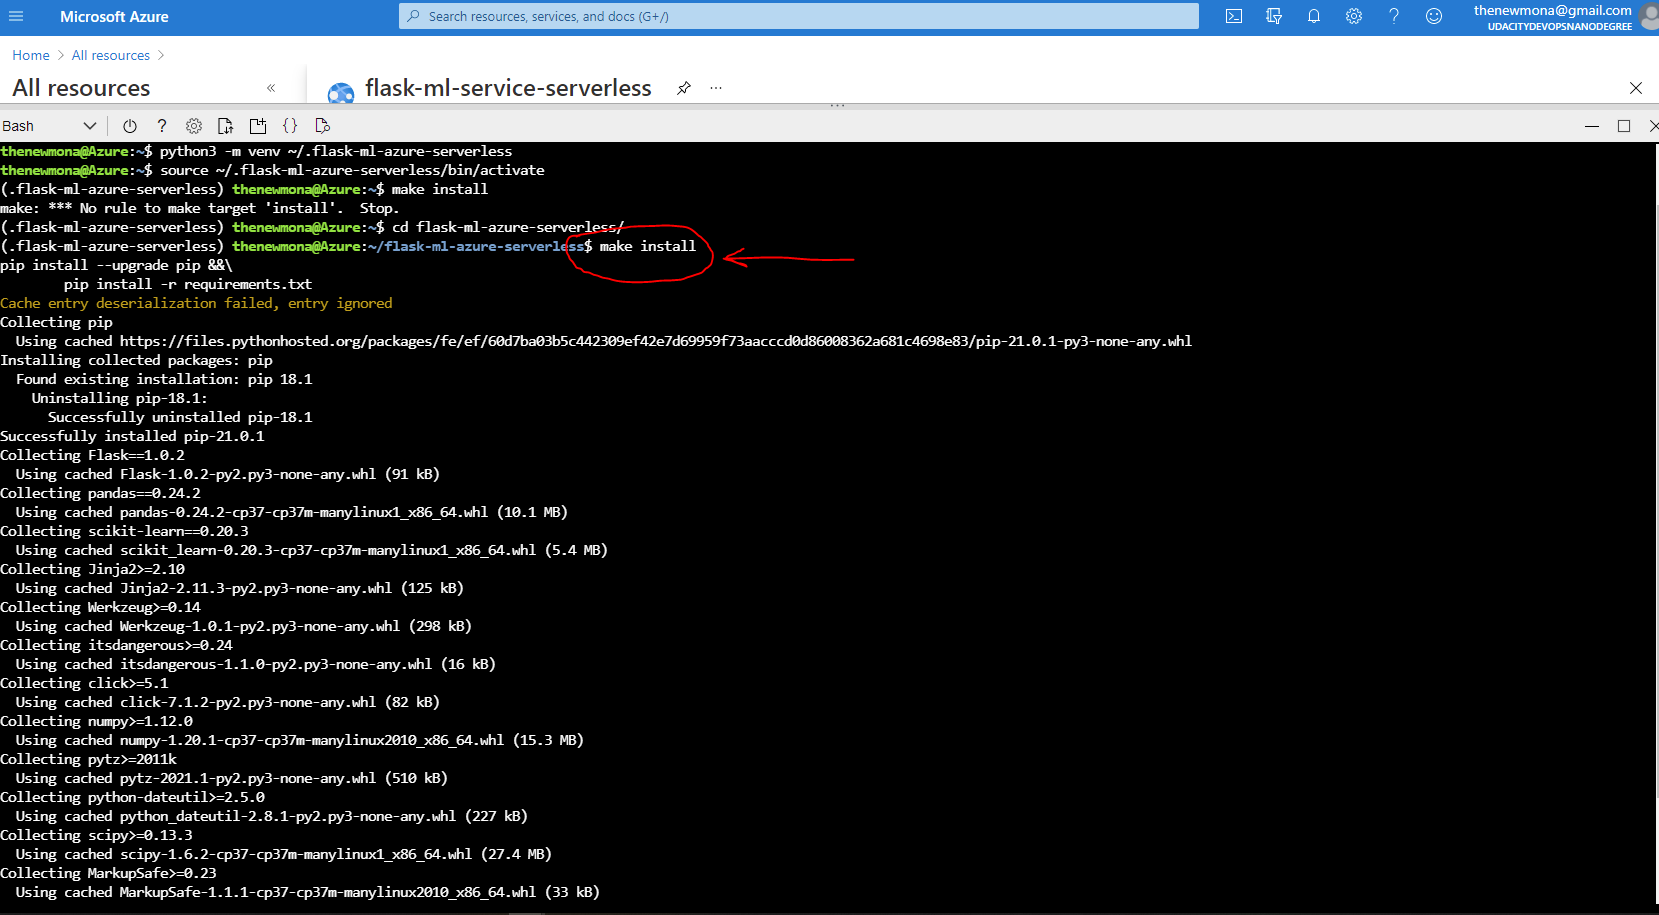 Microsoft Azure
Search resources, services, and docs (G+/)
thenewmona@gmail.com
UDACITYDEVOPSNANODEGREE
Home > All resources >
All resources «
flask-ml-service-serverless ...
Bash
thenewmona@Azure:~$ python3 -m venv ~/.flask-ml-azure-serverless
thenewmona@Azure:~$ source ~/.flask-ml-azure-serverless/bin/activate
(.flask-ml-azure-serverless) thenewmona@Azure:~$ make install
make: *** No rule to make target 'install'.  Stop.
(.flask-ml-azure-serverless) thenewmona@Azure:~$ cd flask-ml-azure-serverless/
(.flask-ml-azure-serverless) thenewmona@Azure:~/flask-ml-azure-serverless$ make install
pip install --upgrade pip &&\
        pip install -r requirements.txt
Cache entry deserialization failed, entry ignored
Collecting pip
  Using cached https://files.pythonhosted.org/packages/fe/ef/60d7ba03b5c442309ef42e7d69959f73aacccd0d86008362a681c4698e83/pip-21.0.1-py3-none-any.whl
Installing collected packages: pip
  Found existing installation: pip 18.1
    Uninstalling pip-18.1:
      Successfully uninstalled pip-18.1
Successfully installed pip-21.0.1
Collecting Flask==1.0.2
  Using cached Flask-1.0.2-py2.py3-none-any.whl (91 kB)
Collecting pandas==0.24.2
  Using cached pandas-0.24.2-cp37-cp37m-manylinux1_x86_64.whl (10.1 MB)
Collecting scikit-learn==0.20.3
  Using cached scikit_learn-0.20.3-cp37-cp37m-manylinux1_x86_64.whl (5.4 MB)
Collecting Jinja2>=2.10
  Using cached Jinja2-2.11.3-py2.py3-none-any.whl (125 kB)
Collecting Werkzeug>=0.14
  Using cached Werkzeug-1.0.1-py2.py3-none-any.whl (298 kB)
Collecting itsdangerous>=0.24
  Using cached itsdangerous-1.1.0-py2.py3-none-any.whl (16 kB)
Collecting click>=5.1
  Using cached click-7.1.2-py2.py3-none-any.whl (82 kB)
Collecting numpy>=1.12.0
  Using cached numpy-1.20.1-cp37-cp37m-manylinux2010_x86_64.whl (15.3 MB)
Collecting pytz>=2011k
  Using cached pytz-2021.1-py2.py3-none-any.whl (510 kB)
Collecting python-dateutil>=2.5.0
  Using cached python_dateutil-2.8.1-py2.py3-none-any.whl (227 kB)
Collecting scipy>=0.13.3
  Using cached scipy-1.6.2-cp37-cp37m-manylinux1_x86_64.whl (27.4 MB)
Collecting MarkupSafe>=0.23
  Using cached MarkupSafe-1.1.1-cp37-cp37m-manylinux2010_x86_64.whl (33 kB)